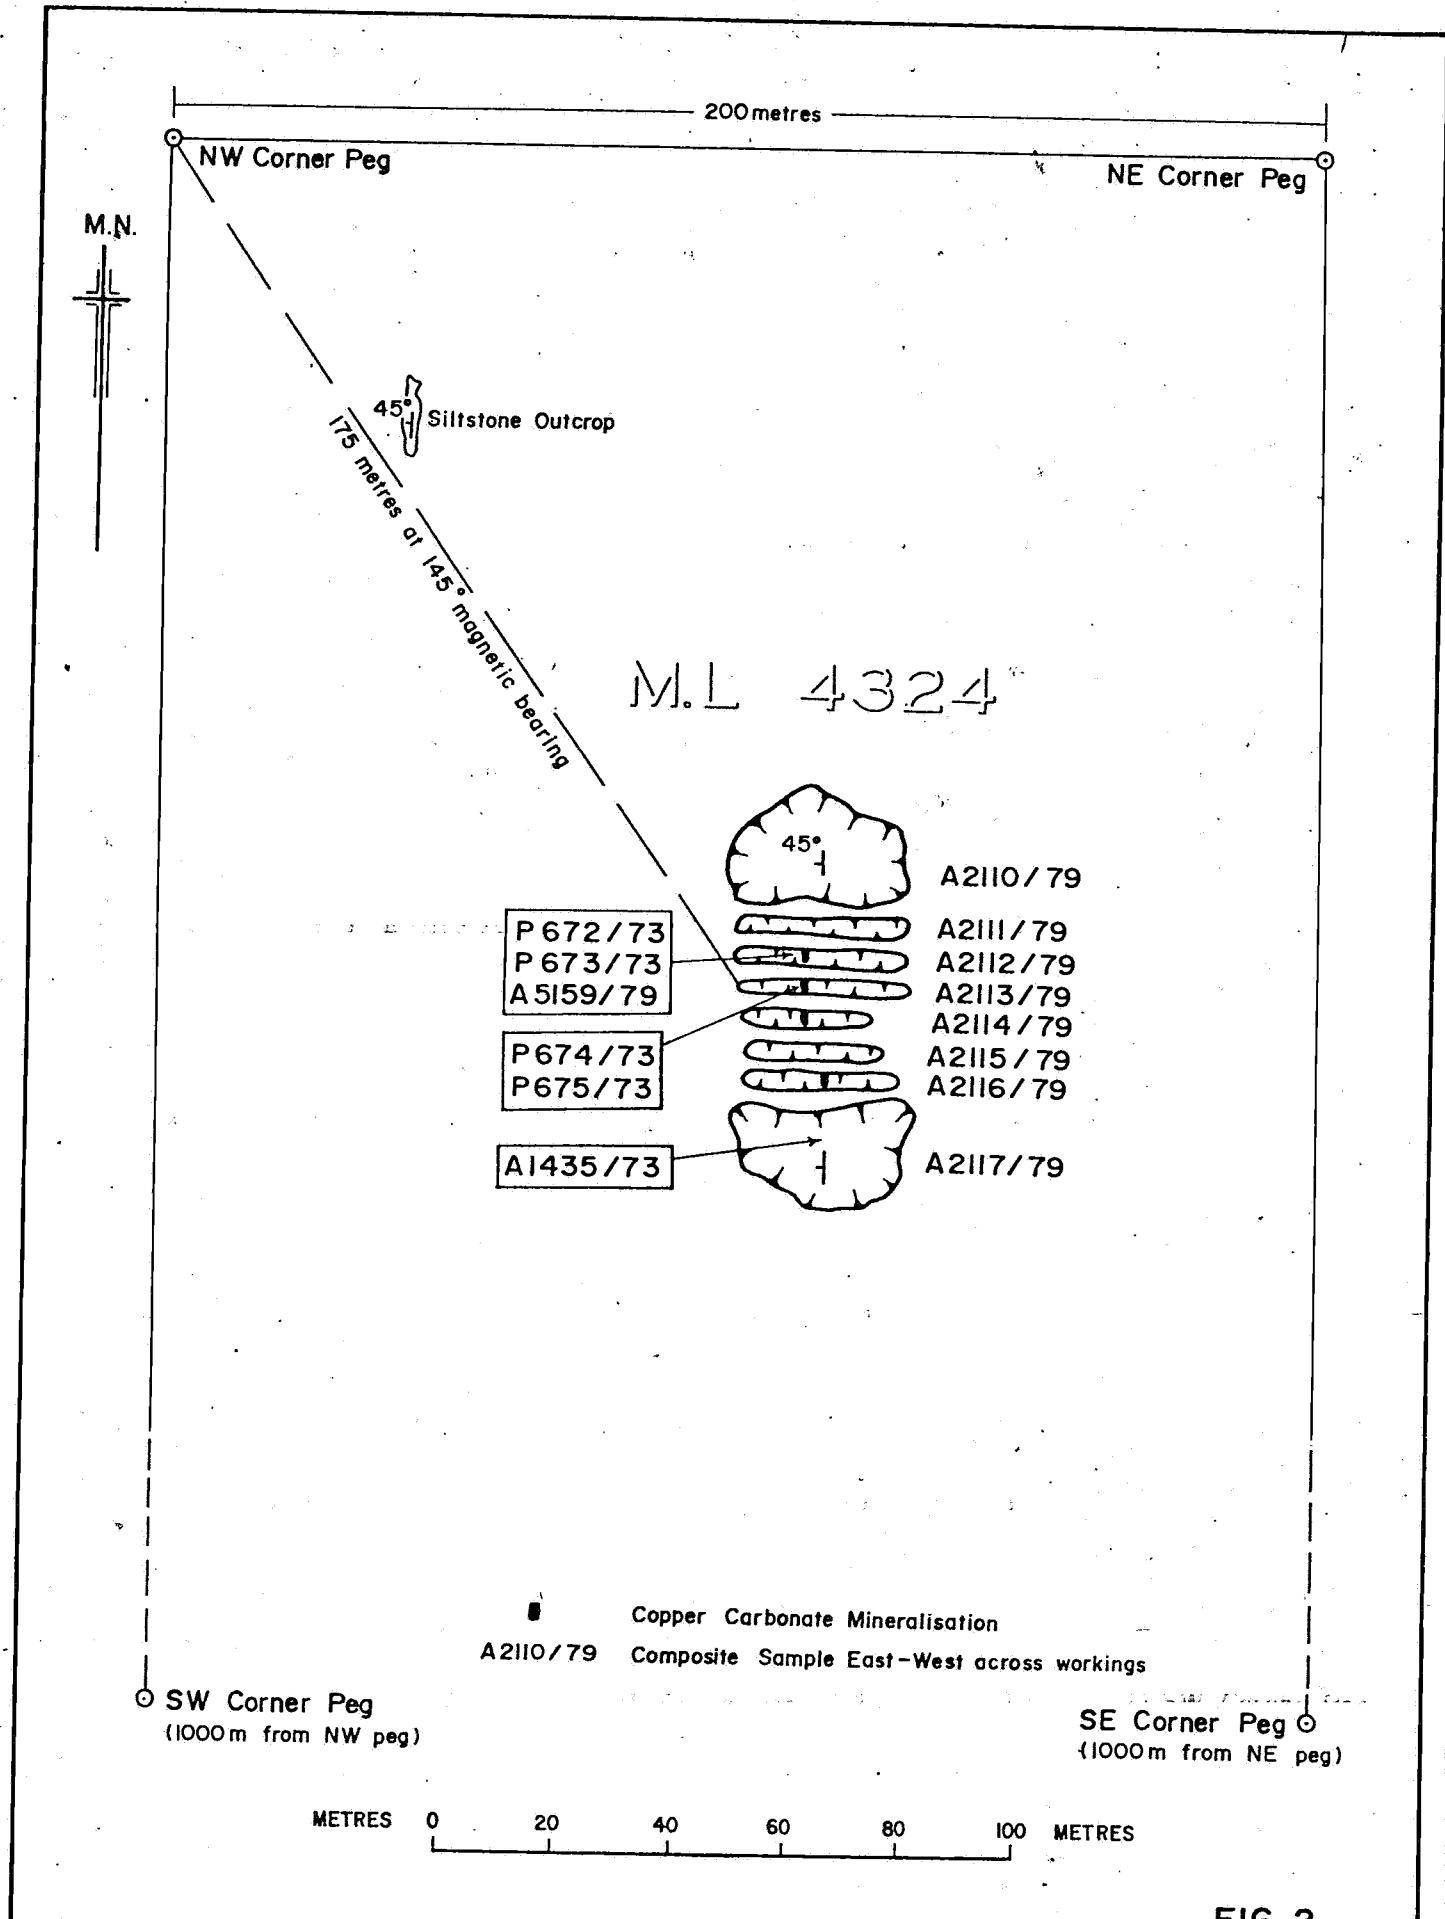 200 metres
NW Corner Peg
NE Corner Peg
M.N.
45°
Siltstone Outcrop
175 metres at 145° magnetic bearing
M.L 4324
45°
A2110/79
P672/73
P673/73
A5159/79
A2111/79
A2112/79
A2113/79
A2114/79
P674/73
P675/73
A2115/79
A2116/79
A1435/73
A2117/79
Copper Carbonate Mineralisation
A2110/79 Composite Sample East-West across workings
SW Corner Peg
(1000m from NW peg)
SE Corner Peg
(1000m from NE peg)
METRES 0 20 40 60 80 100 METRES